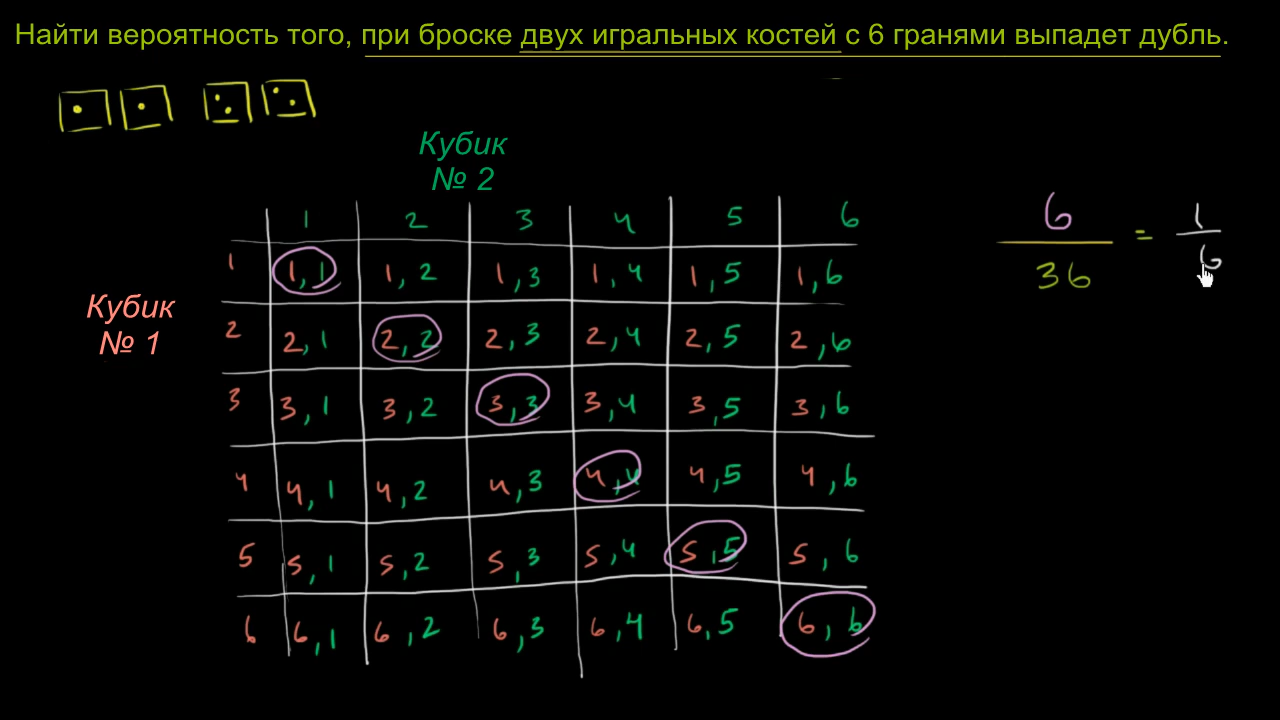 Найти вероятность того, при броске двух игральных костей с 6 гранями выпадет дубль.
Кубик
№ 2
1 2 3 4 5 6
Кубик
№ 1
1 1,1 1,2 1,3 1,4 1,5 1,6
2 2,1 2,2 2,3 2,4 2,5 2,6
3 3,1 3,2 3,3 3,4 3,5 3,6
4 4,1 4,2 4,3 4,4 4,5 4,6
5 5,1 5,2 5,3 5,4 5,5 5,6
6 6,1 6,2 6,3 6,4 6,5 6,6
6/36 = 1/6